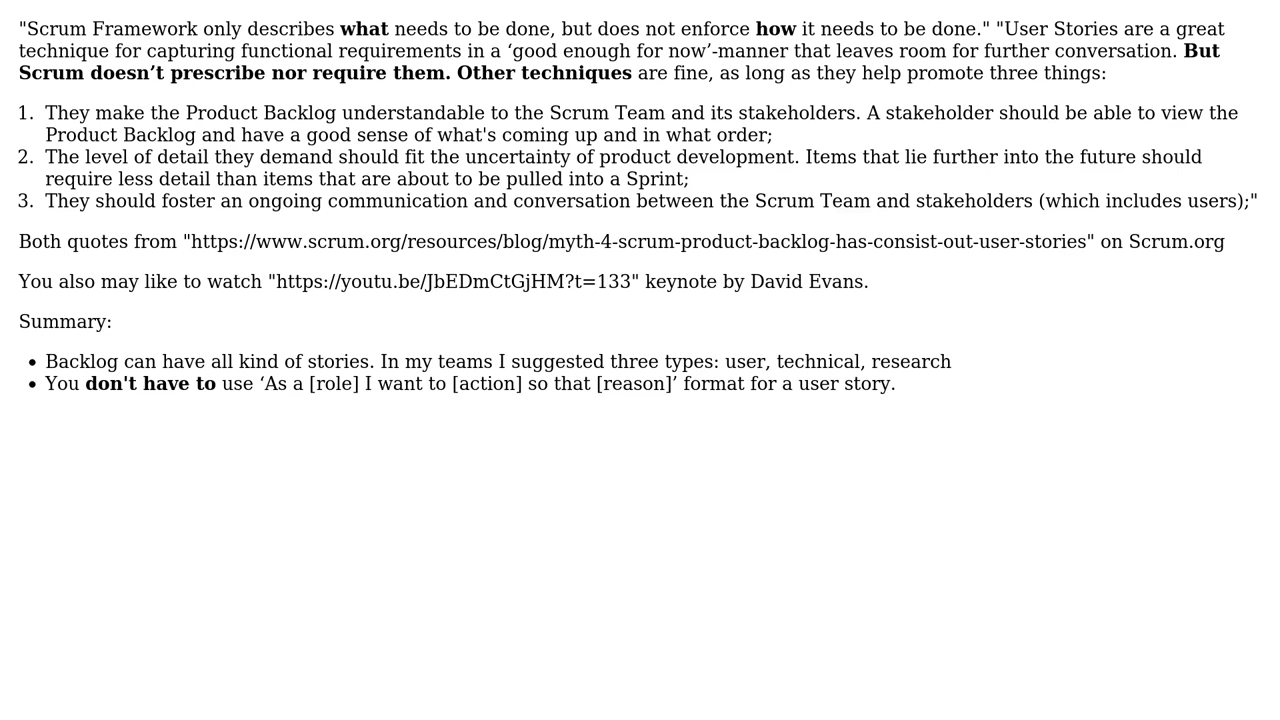 "Scrum Framework only describes what needs to be done, but does not enforce how it needs to be done." "User Stories are a great
technique for capturing functional requirements in a ‘good enough for now’-manner that leaves room for further conversation. But
Scrum doesn’t prescribe nor require them. Other techniques are fine, as long as they help promote three things:
1. They make the Product Backlog understandable to the Scrum Team and its stakeholders. A stakeholder should be able to view the
Product Backlog and have a good sense of what's coming up and in what order;
2. The level of detail they demand should fit the uncertainty of product development. Items that lie further into the future should
require less detail than items that are about to be pulled into a Sprint;
3. They should foster an ongoing communication and conversation between the Scrum Team and stakeholders (which includes users);"
Both quotes from "https://www.scrum.org/resources/blog/myth-4-scrum-product-backlog-has-consist-out-user-stories" on Scrum.org
You also may like to watch "https://youtu.be/JbEDmCtGjHM?t=133" keynote by David Evans.
Summary:
• Backlog can have all kind of stories. In my teams I suggested three types: user, technical, research
• You don't have to use ‘As a [role] I want to [action] so that [reason]’ format for a user story.